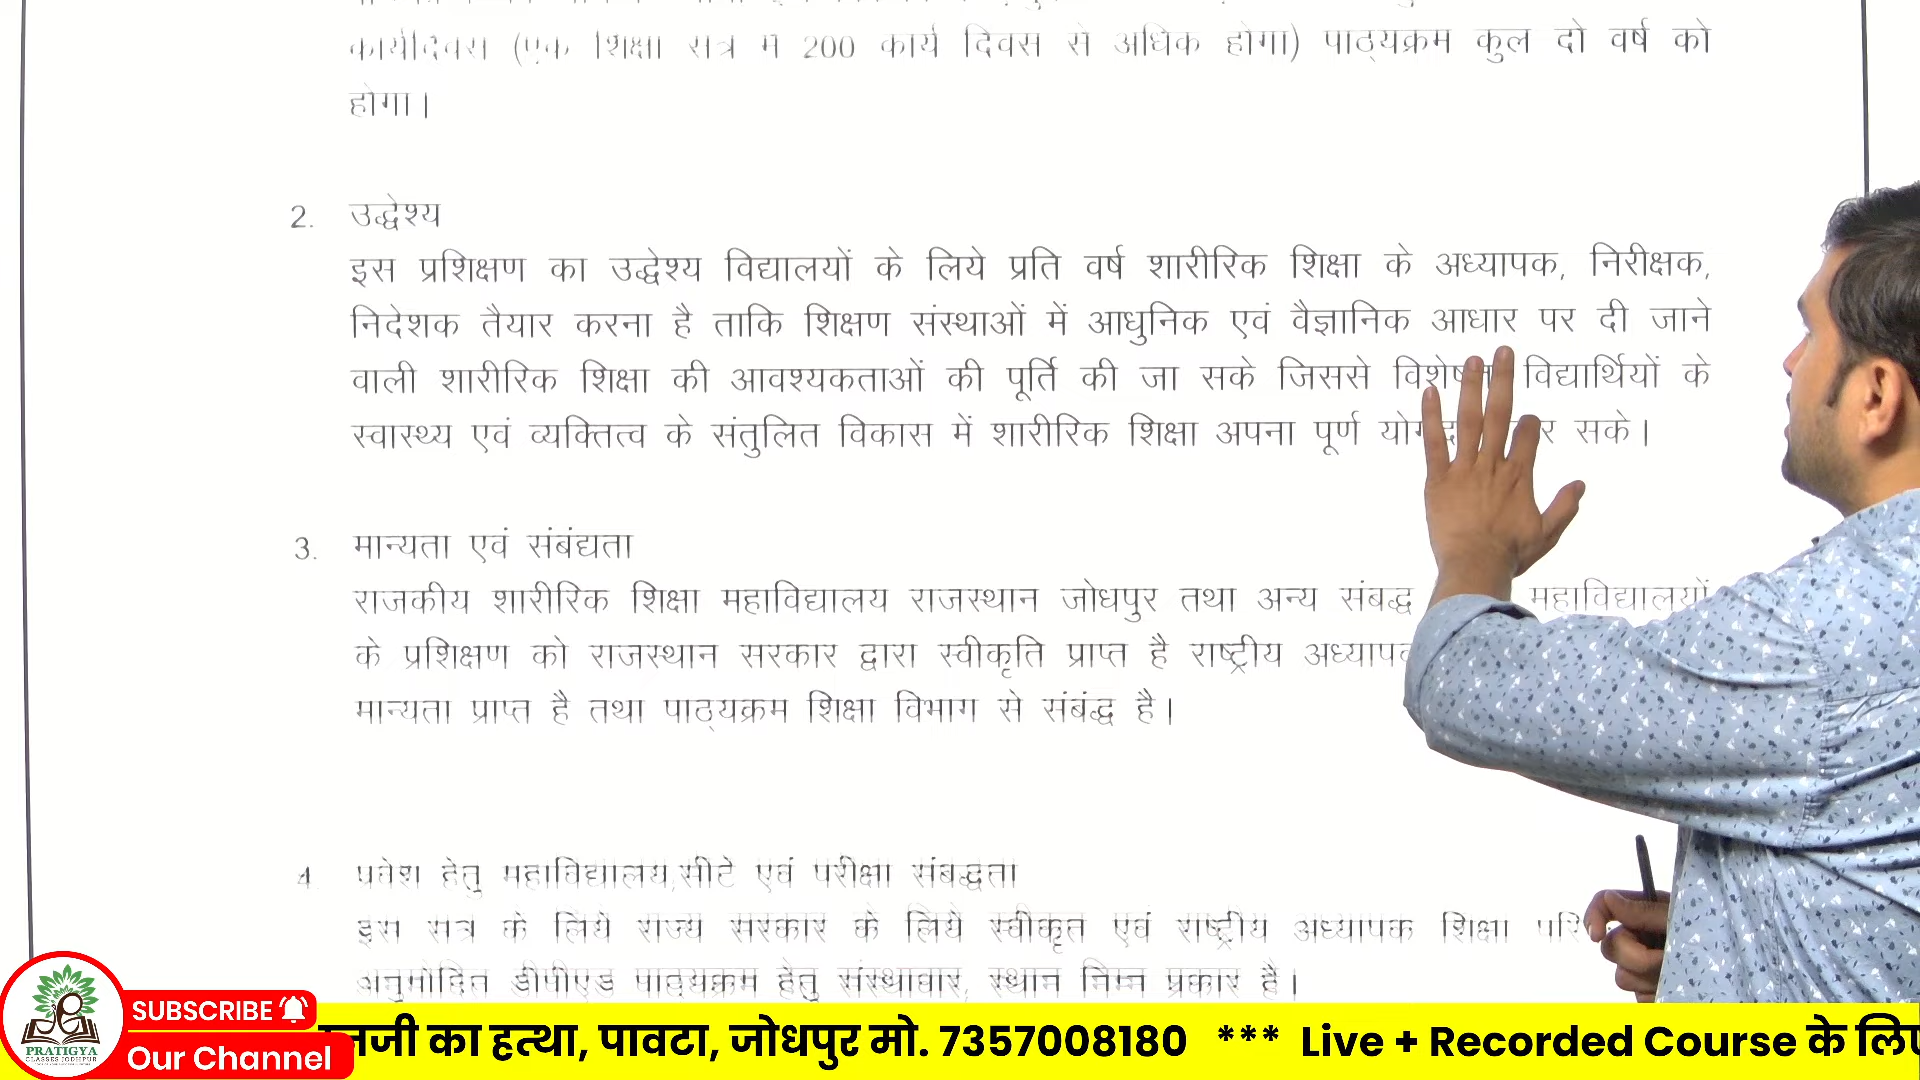 कार्यदिवस (एक शिक्षा सत्र में 200 कार्य दिवस से अधिक होगा) पाठ्यक्रम कुल दो वर्ष को
होगा।
2. उद्धेश्य
इस प्रशिक्षण का उद्धेश्य विद्यालयों के लिये प्रति वर्ष शारीरिक शिक्षा के अध्यापक, निरीक्षक,
निदेशक तैयार करना है ताकि शिक्षण संस्थाओं में आधुनिक एवं वैज्ञानिक आधार पर दी जाने
वाली शारीरिक शिक्षा की आवश्यकताओं की पूर्ति की जा सके जिससे विद्यार्थियों के
स्वास्थ्य एवं व्यक्तित्व के संतुलित विकास में शारीरिक शिक्षा अपना पूर्ण सके।
3. मान्यता एवं संबंद्यता
राजकीय शारीरिक शिक्षा महाविद्यालय राजस्थान जोधपुर तथा अन्य संबद्ध महाविद्यालयों
के प्रशिक्षण को राजस्थान सरकार द्वारा स्वीकृति प्राप्त है राष्ट्रीय
मान्यता प्राप्त है तथा पाठ्यक्रम शिक्षा विभाग से संबंद्ध है।
4 प्रवेश हेतु महाविद्यालय,सीटे एवं परीक्षा संबद्धता
इस सत्र के लिये राज्य सरकार के लिये स्वीकृत एवं राष्ट्रीय अध्यापक शिक्षा
अनुमोदित डीपीएड पाठ्यक्रम हेतु संस्थावार, स्थान निम्न प्रकार है।
SUBSCRIBE
Our Channel
PRATIGYA
CLASSES JODHPUR
का हत्था, पावटा, जोधपुर मो. 7357008180 *** Live + Recorded Course के